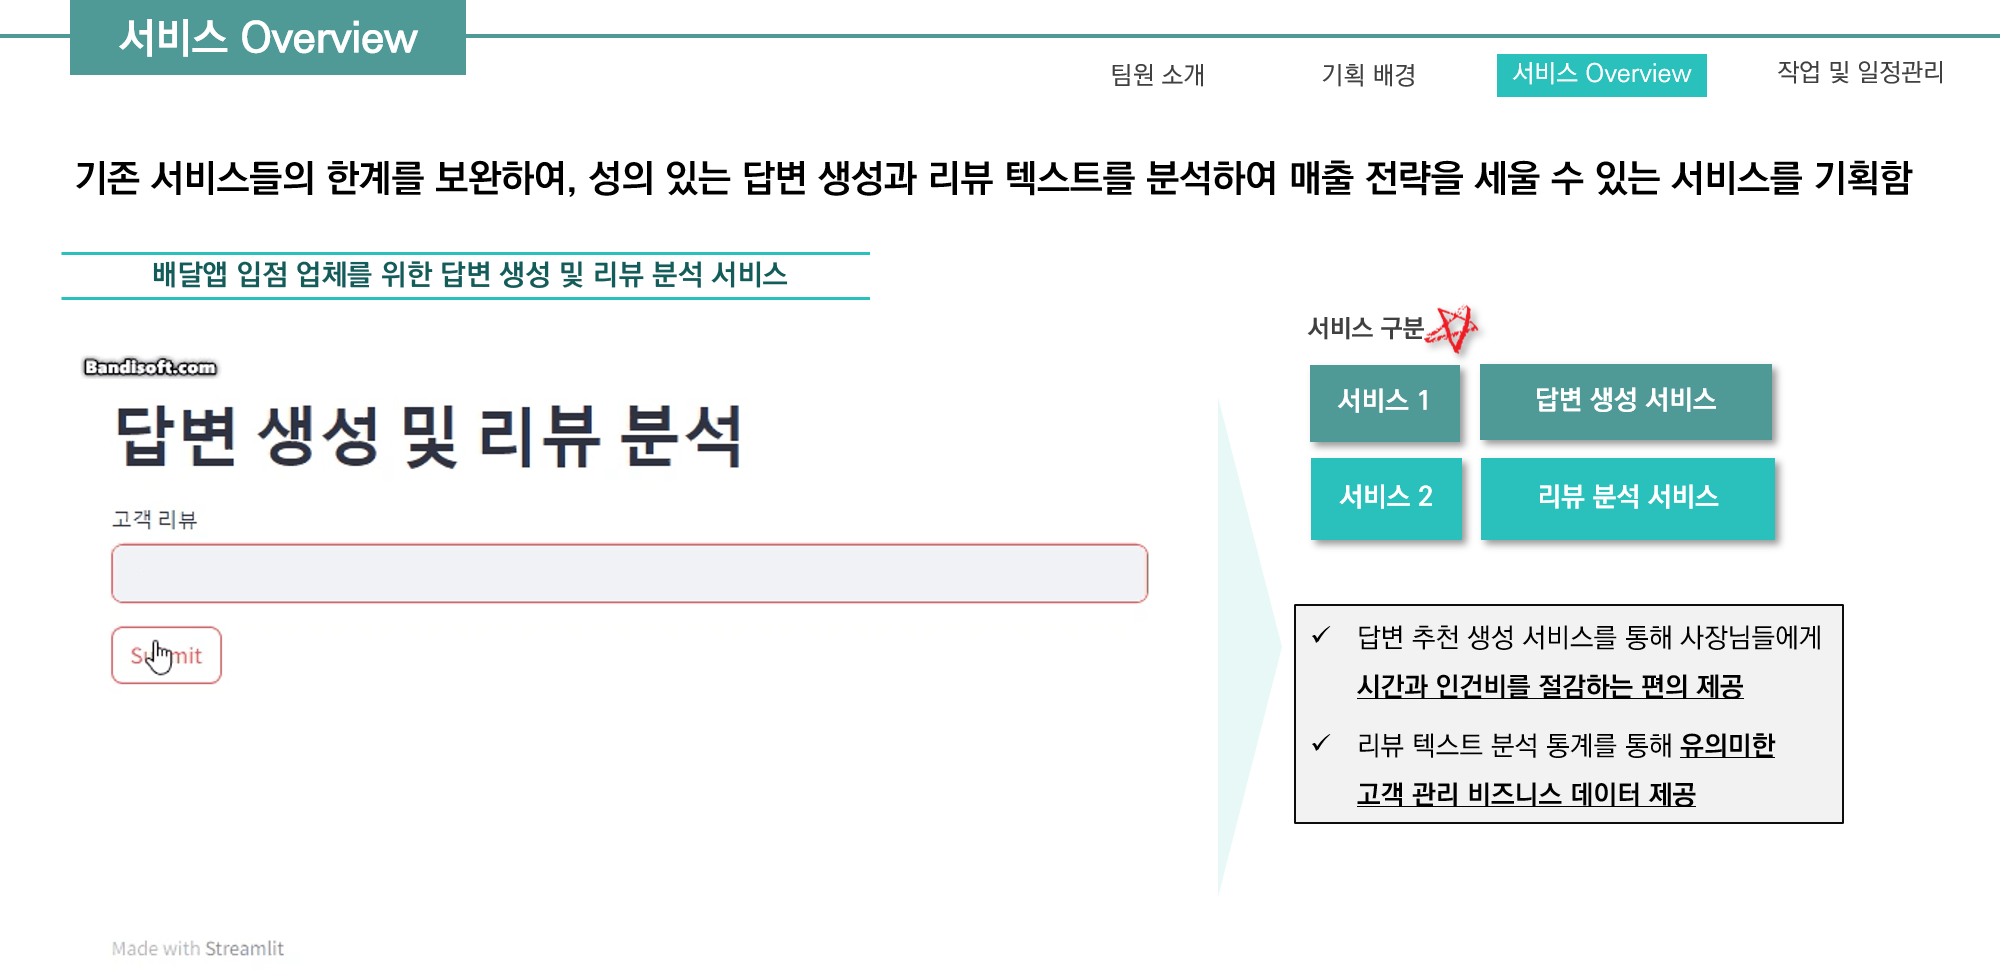 서비스 Overview
팀원 소개
기획 배경
서비스 Overview
작업 및 일정관리
기존 서비스들의 한계를 보완하여, 성의 있는 답변 생성과 리뷰 텍스트를 분석하여 매출 전략을 세울 수 있는 서비스를 기획함
배달앱 입점 업체를 위한 답변 생성 및 리뷰 분석 서비스
Bandisoft.com
답변 생성 및 리뷰 분석
고객 리뷰
Submit
Made with Streamlit
서비스 구분
서비스 1
답변 생성 서비스
서비스 2
리뷰 분석 서비스
✓ 답변 추천 생성 서비스를 통해 사장님들에게
시간과 인건비를 절감하는 편의 제공
✓ 리뷰 텍스트 분석 통계를 통해 유의미한
고객 관리 비즈니스 데이터 제공